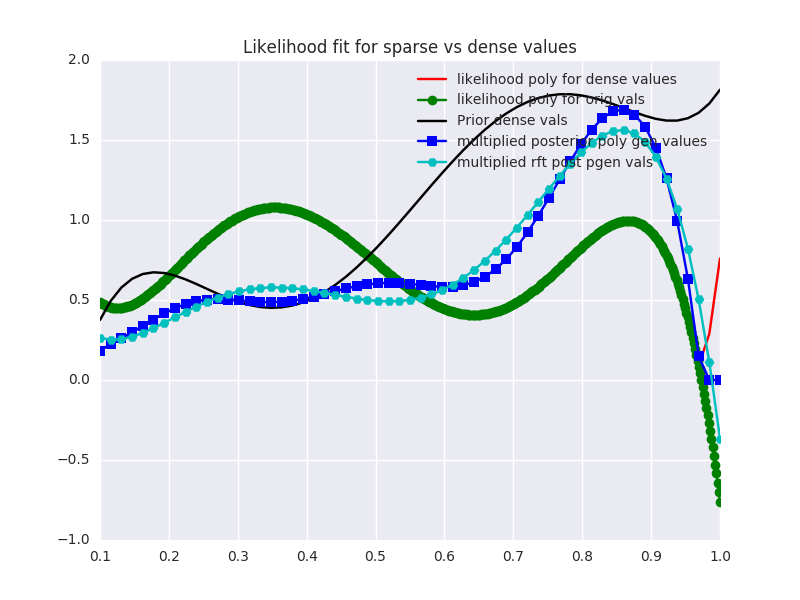 Likelihood fit for sparse vs dense values
likelihood poly for dense values
likelihood poly for orig vals
Prior dense vals
multiplied posterior poly gen values
multiplied rft post pgen vals
2.0
1.5
1.0
0.5
0.0
−0.5
−1.0
0.1 0.2 0.3 0.4 0.5 0.6 0.7 0.8 0.9 1.0